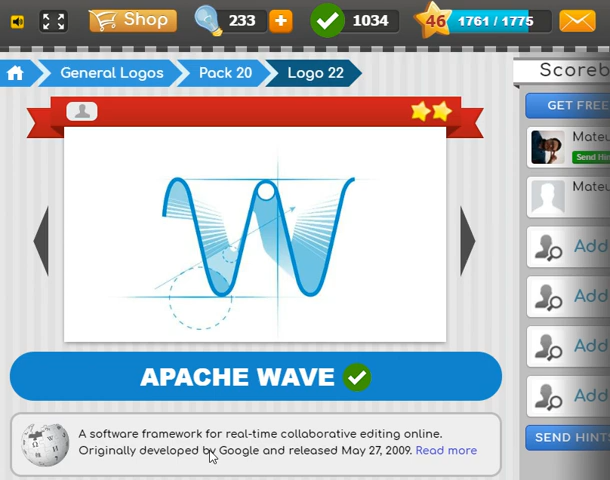 Shop
233
1034
46
1761 / 1775
General Logos
Pack 20
Logo 22
Scoreb
GET FREE
Mateu
Send Hin
Mateu
Add
Add
Add
Add
SEND HINTS
W
APACHE WAVE
A software framework for real-time collaborative editing online.
Originally developed by Google and released May 27, 2009. Read more